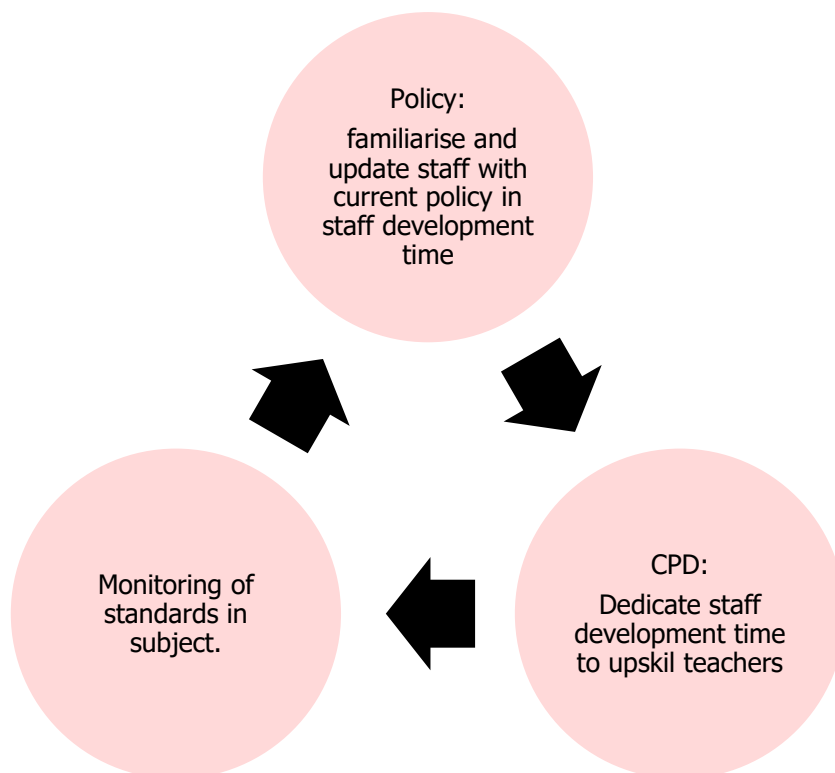 Policy:
familiarise and
update staff with
current policy in
staff development
time
CPD:
Dedicate staff
development time
to upskil teachers
Monitoring of
standards in
subject.